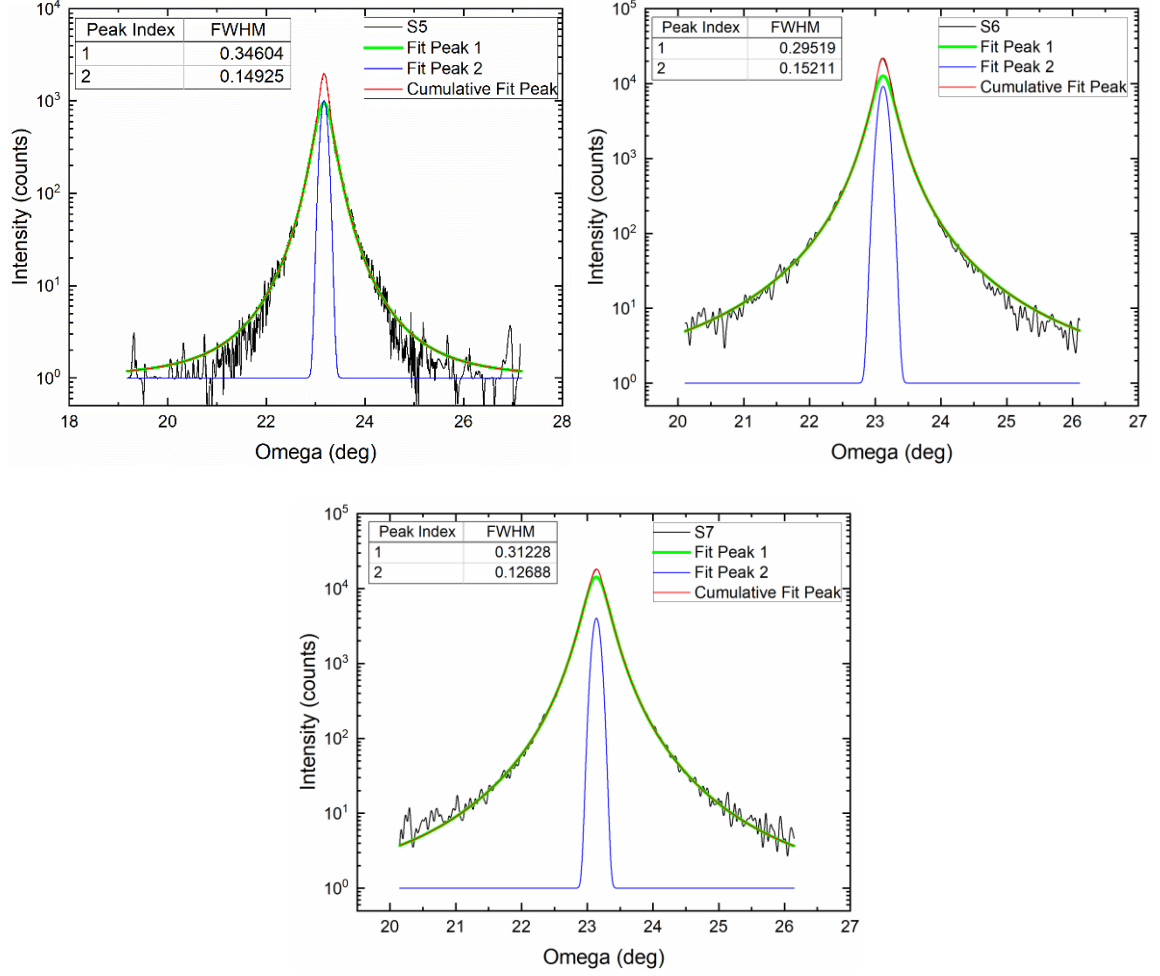 Peak Index FWHM
1 0.34604
2 0.14925
S5
Fit Peak 1
Fit Peak 2
Cumulative Fit Peak
10^4
10^3
10^2
10^1
10^0
Intensity (counts)
18 20 22 24 26 28
Omega (deg)
Peak Index FWHM
1 0.29519
2 0.15211
S6
Fit Peak 1
Fit Peak 2
Cumulative Fit Peak
10^5
10^4
10^3
10^2
10^1
10^0
Intensity (counts)
20 21 22 23 24 25 26 27
Omega (deg)
Peak Index FWHM
1 0.31228
2 0.12688
S7
Fit Peak 1
Fit Peak 2
Cumulative Fit Peak
10^5
10^4
10^3
10^2
10^1
10^0
Intensity (counts)
20 21 22 23 24 25 26 27
Omega (deg)